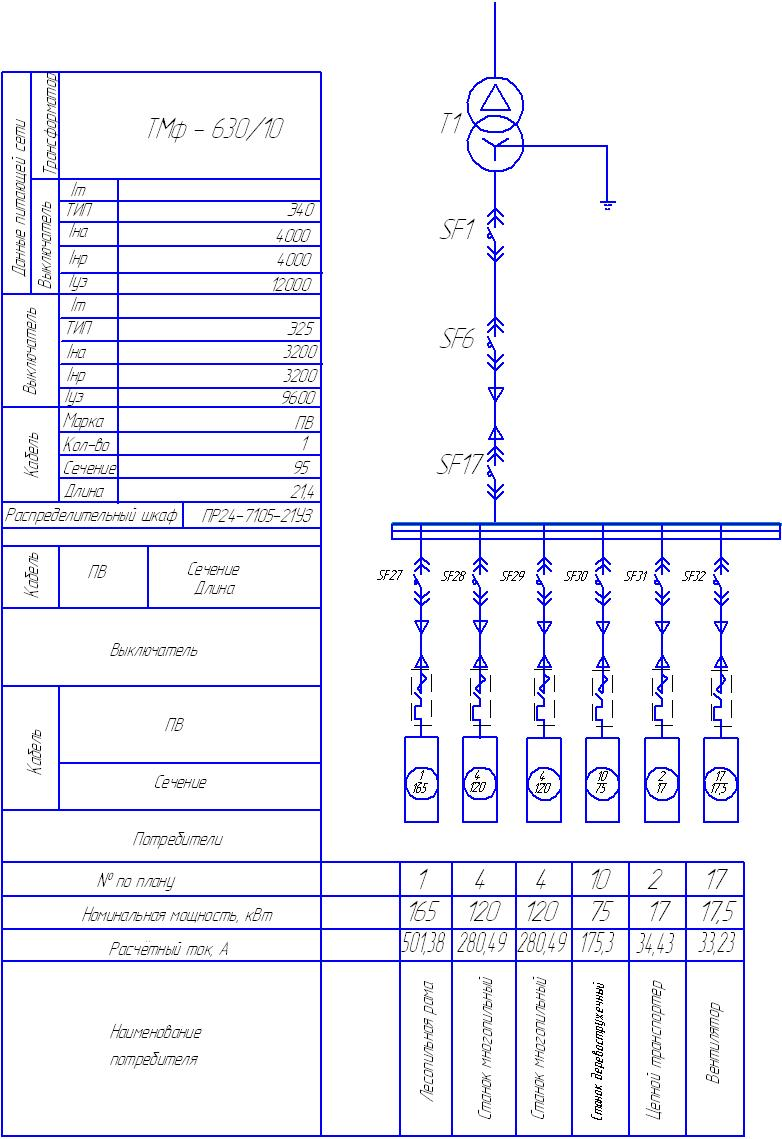 Данные питающей сети
Трансформатор
ТМф - 630/10
Выключатель
Iт
ТИП Э40
Iна 4000
Iнр 4000
Iуз 12000
Выключатель
Iт
ТИП Э25
Iна 3200
Iнр 3200
Iуз 9600
Кабель
Марка ПВ
Кол-во 1
Сечение 95
Длина 21,4
Распределительный шкаф ПР24-7105-21У3
Кабель
ПВ
Сечение
Длина
Выключатель
Кабель
ПВ
Сечение
Потребители
T1
SF1
SF6
SF17
SF27 SF28 SF29 SF30 SF31 SF32
1 4 4 10 2 17
165 120 120 75 17 17,5
№ по плану 1 4 4 10 2 17
Номинальная мощность, кВт 165 120 120 75 17 17,5
Расчётный ток, А 501,38 280,49 280,49 175,3 34,43 33,23
Наименование
потребителя
Лесопильная рама
Станок многопильный
Станок многопильный
Станок деревостружечный
Цепной транспортер
Вентилятор